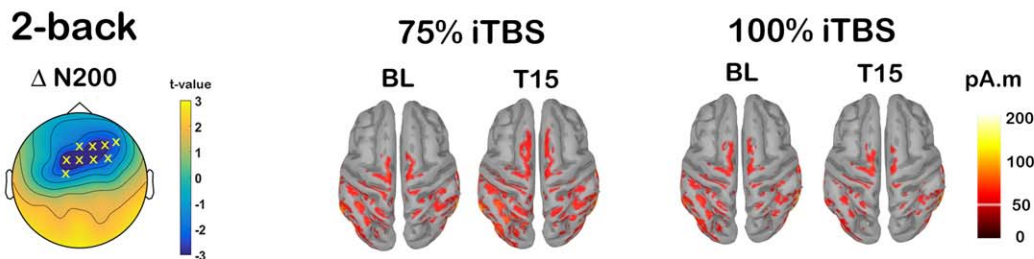 2-back
75% iTBS
100% iTBS
Δ N200
t-value
BL
T15
BL
T15
pA.m
3
2
1
0
-1
-2
-3
200
100
50
0